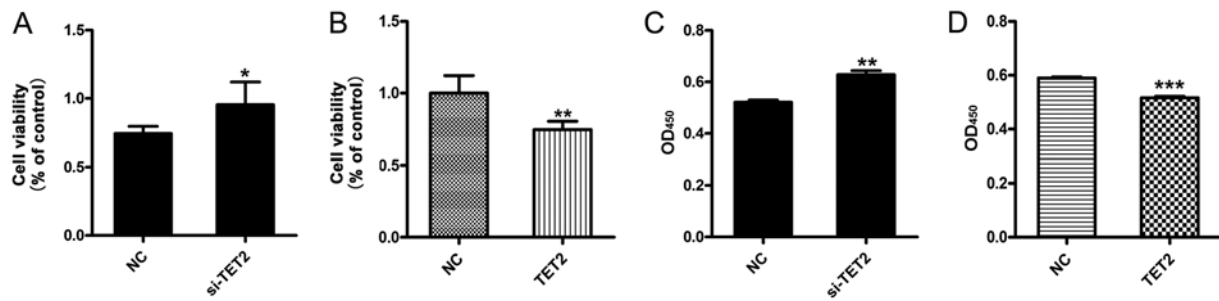 A
Cell viability
(% of control)
1.5
1.0
0.5
0.0
*
NC
si-TET2
B
Cell viability
(% of control)
1.5
1.0
0.5
0.0
**
NC
TET2
C
OD450
0.8
0.6
0.4
0.2
0.0
**
NC
si-TET2
D
OD450
0.8
0.6
0.4
0.2
0.0
***
NC
TET2